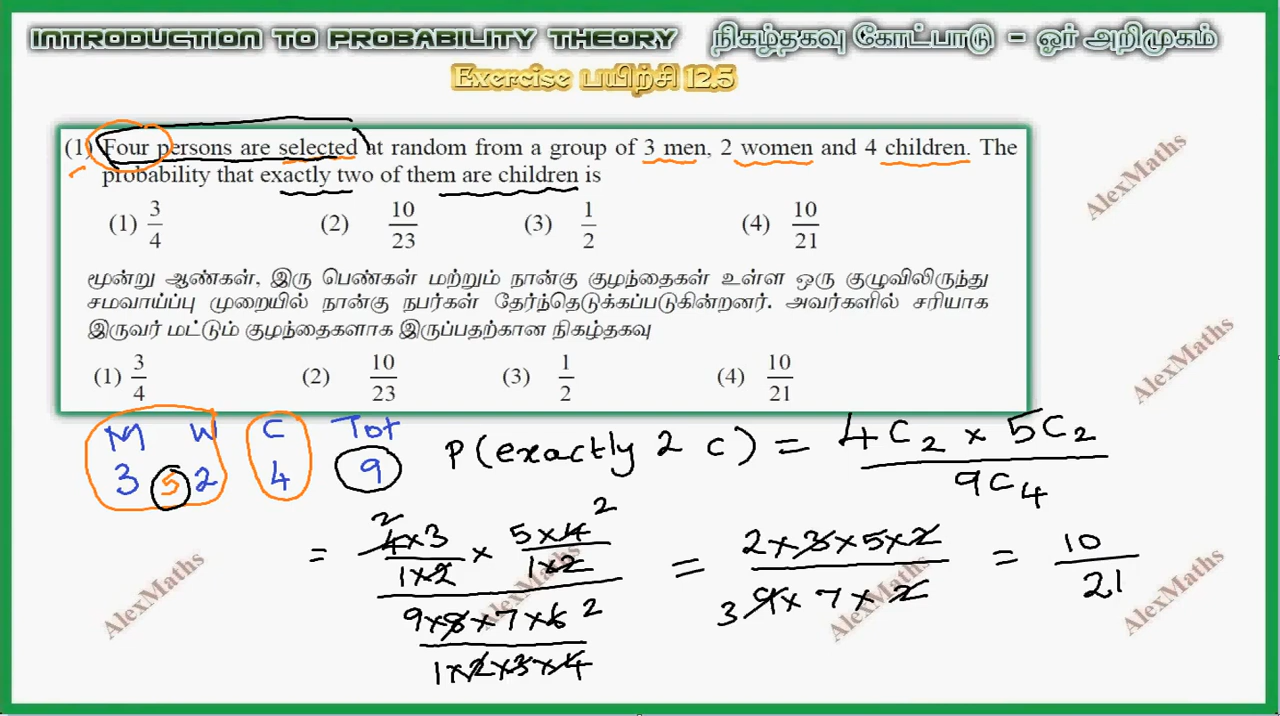 INTRODUCTION TO PROBABILITY THEORY நிகழ்தகவு கோட்பாடு - ஓர் அறிமுகம்
Exercise பயிற்சி 12.5
(1) Four persons are selected at random from a group of 3 men, 2 women and 4 children. The
probability that exactly two of them are children is
(1) 3/4 (2) 10/23 (3) 1/2 (4) 10/21
மூன்று ஆண்கள், இரு பெண்கள் மற்றும் நான்கு குழந்தைகள் உள்ள ஒரு குழுவிலிருந்து
சமவாய்ப்பு முறையில் நான்கு நபர்கள் தேர்ந்தெடுக்கப்படுகின்றனர். அவர்களில் சரியாக
இருவர் மட்டும் குழந்தைகளாக இருப்பதற்கான நிகழ்தகவு
(1) 3/4 (2) 10/23 (3) 1/2 (4) 10/21
M W C Tot
3 5 2 4 9
P(exactly 2 C) = 4C2 × 5C2 / 9C4
= 2 4×3 / 1×2 × 5×4 2 / 1×2
9×8×7×6 2 / 1×2×3×4
= 2×3×5×2 / 3 9×7×2 = 10/21
AlexMaths
AlexMaths
AlexMaths
AlexMaths
AlexMaths
AlexMaths